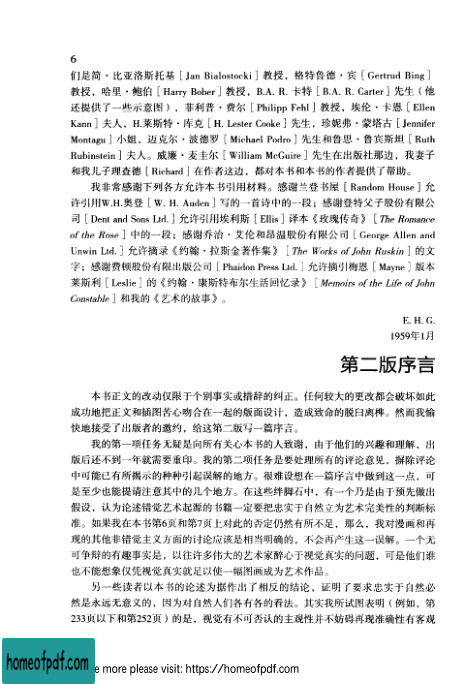 6
们是简·比亚洛斯托基［Jan Bialostocki］教授，格特鲁德·宾［Gertrud Bing］
教授，哈里·鲍伯［Harry Bober］教授，B.A. R. 卡特［B.A. R. Carter］先生（他
还提供了一些示意图），菲利普·费尔［Philipp Fehl］教授，埃伦·卡恩［Ellen
Kann］夫人，H.莱斯特·库克［H. Lester Cooke］先生，珍妮弗·蒙塔古［Jennifer
Montagu］小姐，迈克尔·波德罗［Michael Podro］先生和鲁思·鲁宾斯坦［Ruth
Rubinstein］夫人。威廉·麦圭尔［William McGuire］先生在出版社那边，我妻子
和我儿子理查德［Richard］在作者这边，都对本书和本书的作者提供了帮助。
我非常感谢下列各方允许本书引用材料。感谢兰登书屋［Random House］允
许引用W.H.奥登［W. H. Auden］写的一首诗中的一段；感谢登特父子股份有限公
司［Dent and Sons Ltd.］允许引用埃利斯［Ellis］译本《玫瑰传奇》［The Romance
of the Rose］中的一段；感谢乔治·艾伦和昂温股份有限公司［George Allen and
Unwin Ltd.］允许摘录《约翰·拉斯金著作集》［The Works of John Ruskin］的文
字；感谢费顿股份有限出版公司［Phaidon Press Ltd.］允许摘引梅恩［Mayne］版本
莱斯利［Leslie］的《约翰·康斯特布尔生活回忆录》［Memoirs of the Life of John
Constable］和我的《艺术的故事》。
E. H. G.
1959年1月
第二版序言
本书正文的改动仅限于个别事实或措辞的纠正。任何较大的更改都会破坏如此
成功地把正文和插图苦心吻合在一起的版面设计，造成致命的脱臼离榫。然而我愉
快地接受了出版者的邀约，给这第二版写一篇序言。
我的第一项任务无疑是向所有关心本书的人致谢，由于他们的兴趣和理解，出
版后还不到一年就需要重印。我的第二项任务是要处理所有的评论意见，摒除评论
中可能已有所揭示的种种引起误解的地方。很难设想在一篇序言中做到这一点，可
是至少也能提请注意其中的几个地方。在这些绊脚石中，有一个乃是由于预先做出
假设，认为论述错觉艺术起源的书籍一定要把忠实于自然立为艺术完美性的判断标
准。如果我在本书第6页和第7页上对此的否定仍然有所不足，那么，我对漫画和再
现的其他非错觉主义方面的讨论应该是相当明确的，不会再产生这一误解。一个无
可争辩的有趣事实是，以往许多伟大的艺术家醉心于视觉真实的问题，可是他们谁
也不能想象仅凭视觉真实就足以使一幅图画成为艺术作品。
另一些读者以本书的论述为据作出了相反的结论，证明了要求忠实于自然必
然是永远无意义的，因为对自然人们各有各的看法。其实我所试图表明（例如，第
233页以下和第252页）的是，视觉有不可否认的主观性并不妨碍再现准确性有客观
homeofpdf.com
e more please visit: https://homeofpdf.com